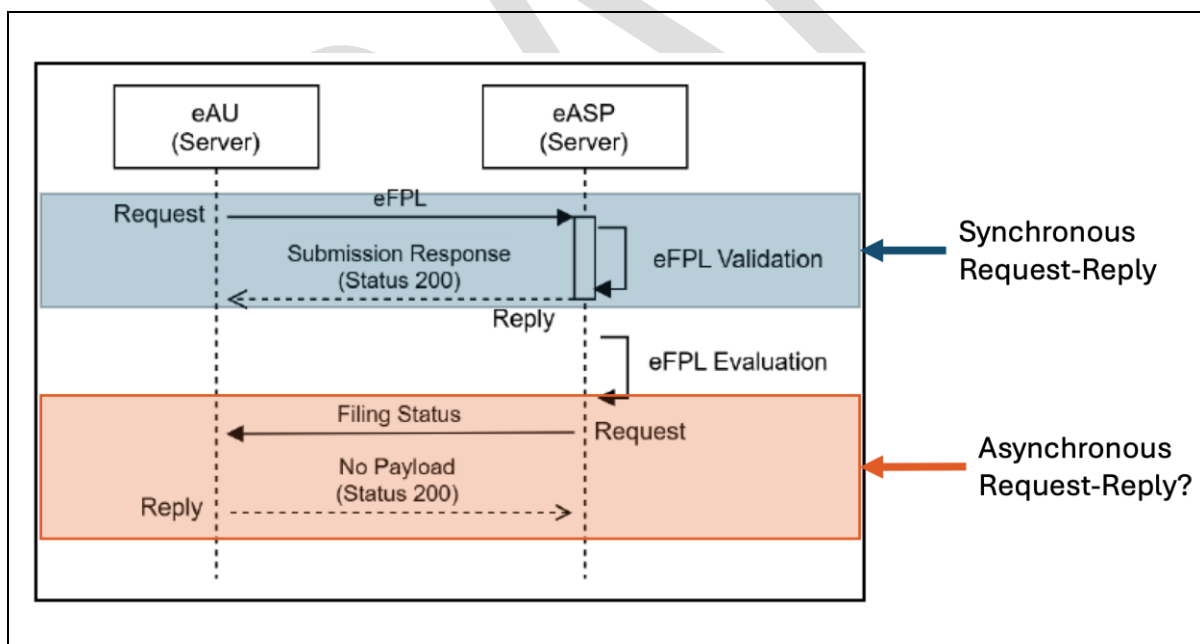 eAU
(Server)
eASP
(Server)
Request
eFPL
Submission Response
(Status 200)
eFPL Validation
Reply
Synchronous
Request-Reply
eFPL Evaluation
Filing Status
Request
No Payload
(Status 200)
Reply
Asynchronous
Request-Reply?